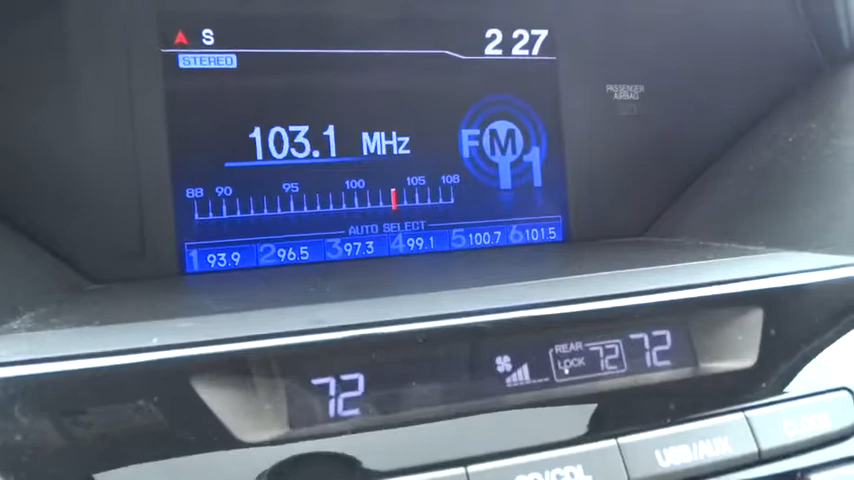 S 2 27
STEREO
PASSENGER
AIRBAG
103.1 MHz FM1
88 90 95 100 105 108
AUTO SELECT
1 93.9 2 96.5 3 97.3 4 99.1 5 100.7 6 101.5
72 REAR LOCK 72 72
USB/AUX CLOCK